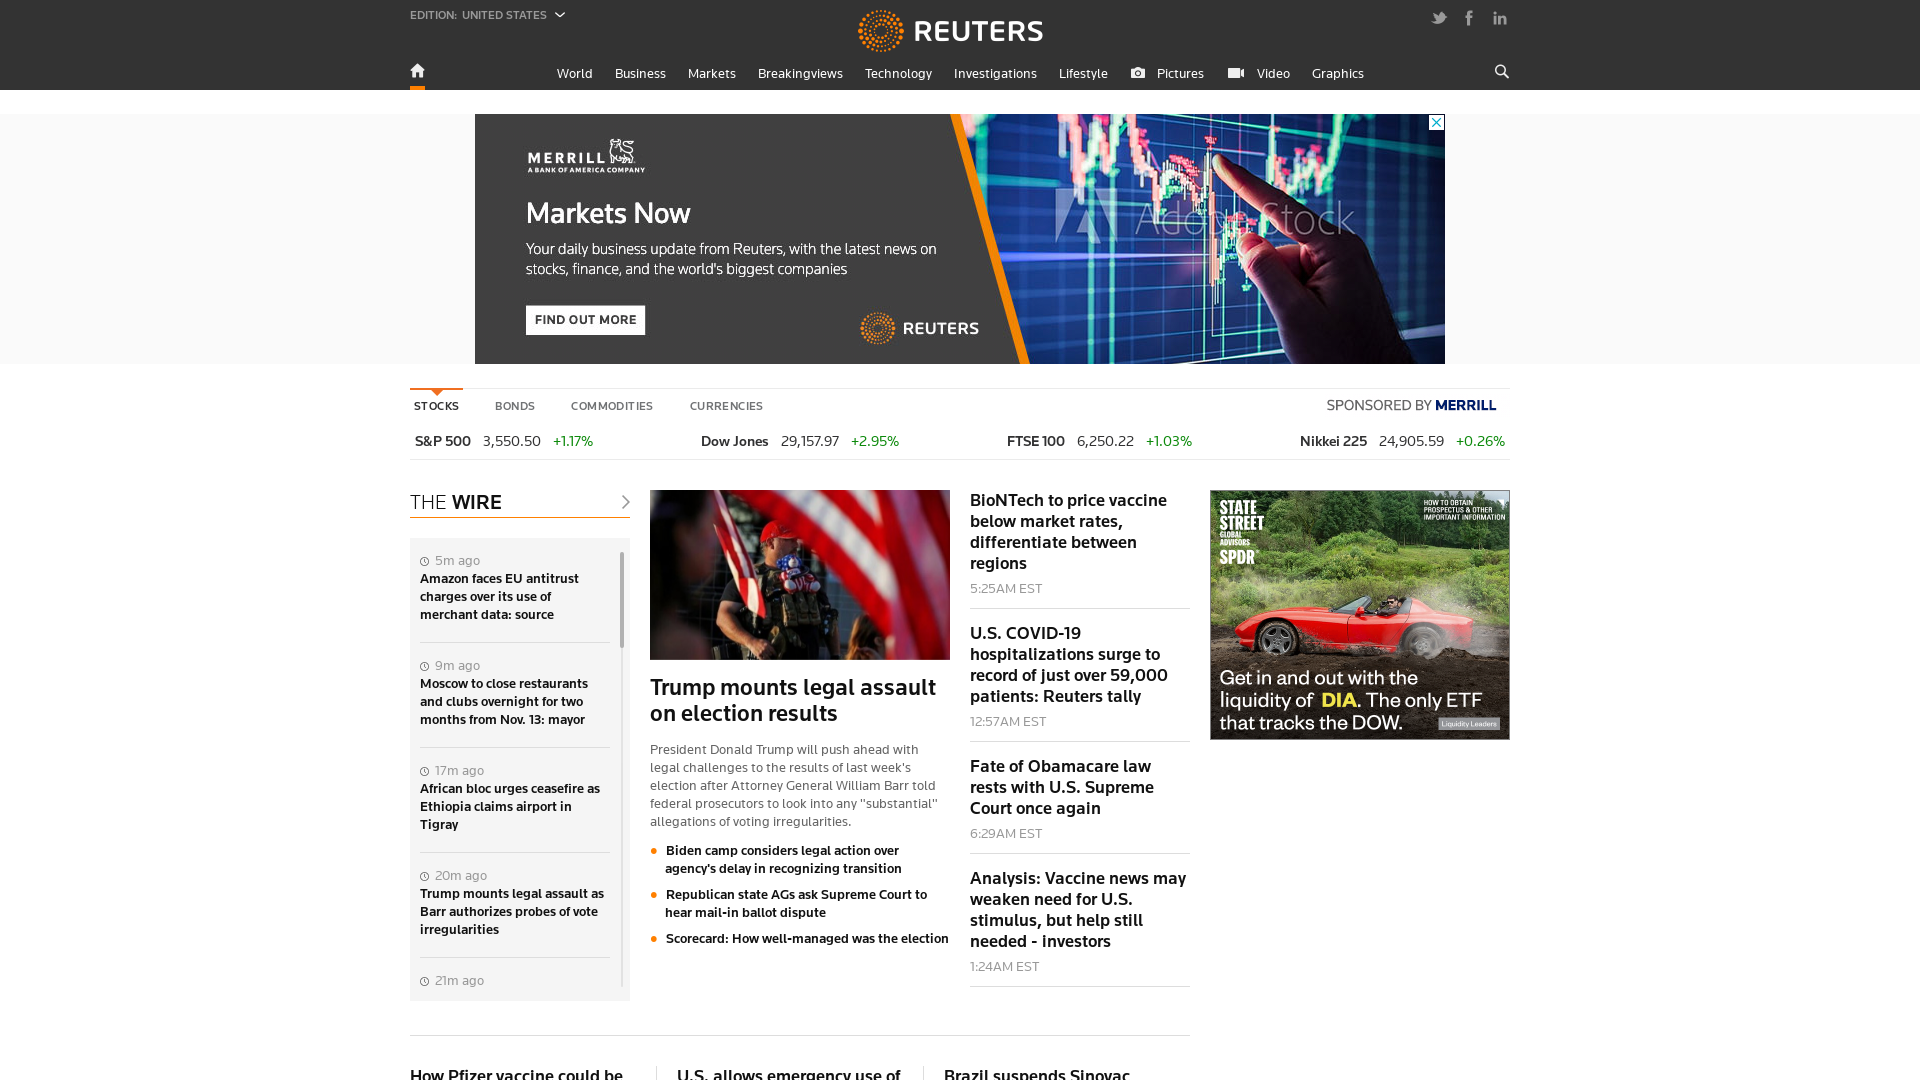 EDITION: UNITED STATES
REUTERS
World Business Markets Breakingviews Technology Investigations Lifestyle Pictures Video Graphics
MERRILL
A BANK OF AMERICA COMPANY
Markets Now
Your daily business update from Reuters, with the latest news on
stocks, finance, and the world's biggest companies
FIND OUT MORE
REUTERS
Adobe Stock
STOCKS BONDS COMMODITIES CURRENCIES
SPONSORED BY MERRILL
S&P 500 3,550.50 +1.17% Dow Jones 29,157.97 +2.95% FTSE 100 6,250.22 +1.03% Nikkei 225 24,905.59 +0.26%
THE WIRE
5m ago
Amazon faces EU antitrust
charges over its use of
merchant data: source
9m ago
Moscow to close restaurants
and clubs overnight for two
months from Nov. 13: mayor
17m ago
African bloc urges ceasefire as
Ethiopia claims airport in
Tigray
20m ago
Trump mounts legal assault as
Barr authorizes probes of vote
irregularities
21m ago
Trump mounts legal assault
on election results
President Donald Trump will push ahead with
legal challenges to the results of last week's
election after Attorney General William Barr told
federal prosecutors to look into any "substantial"
allegations of voting irregularities.
Biden camp considers legal action over
agency's delay in recognizing transition
Republican state AGs ask Supreme Court to
hear mail-in ballot dispute
Scorecard: How well-managed was the election
BioNTech to price vaccine
below market rates,
differentiate between
regions
5:25AM EST
U.S. COVID-19
hospitalizations surge to
record of just over 59,000
patients: Reuters tally
12:57AM EST
Fate of Obamacare law
rests with U.S. Supreme
Court once again
6:29AM EST
Analysis: Vaccine news may
weaken need for U.S.
stimulus, but help still
needed - investors
1:24AM EST
STATE
STREET
GLOBAL
ADVISORS
SPDR
HOW TO OBTAIN
PROSPECTUS & OTHER
IMPORTANT INFORMATION
Get in and out with the
liquidity of DIA. The only ETF
that tracks the DOW.
Liquidity Leaders
How Pfizer vaccine could be
U.S. allows emergency use of
Brazil suspends Sinovac